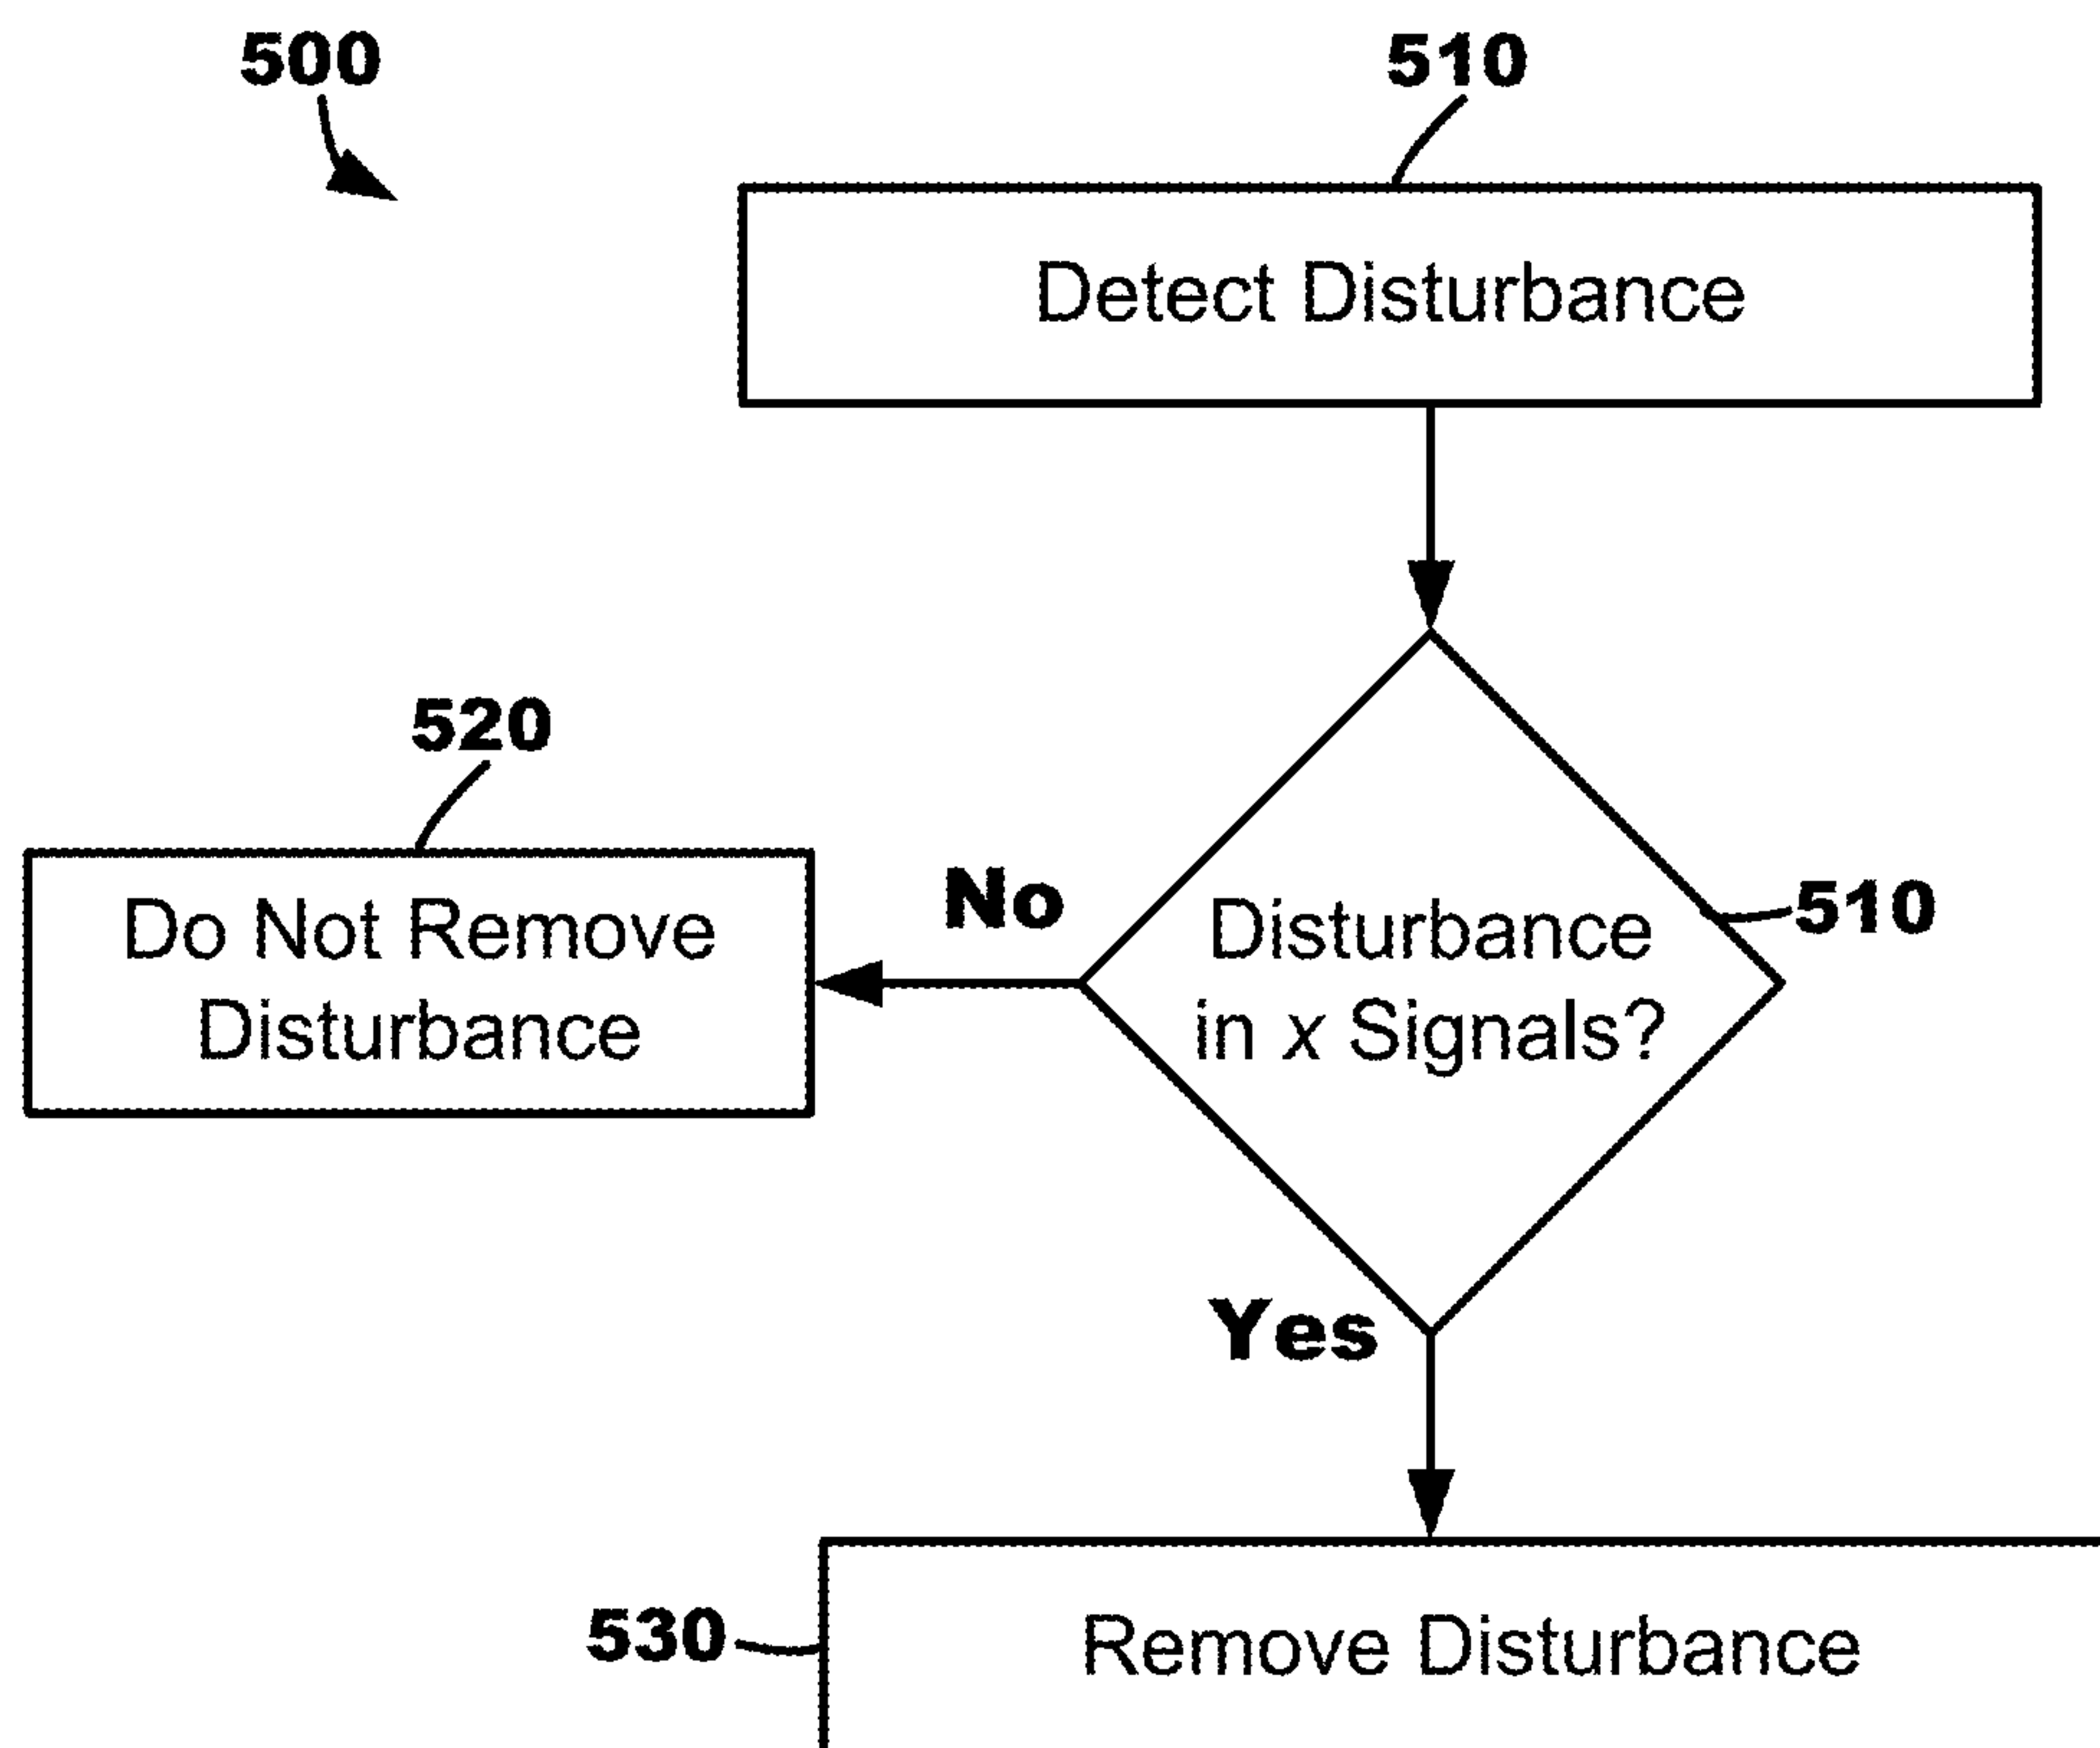 500
510
Detect Disturbance
520
Do Not Remove
Disturbance
No
Disturbance
in x Signals?
510
Yes
530
Remove Disturbance